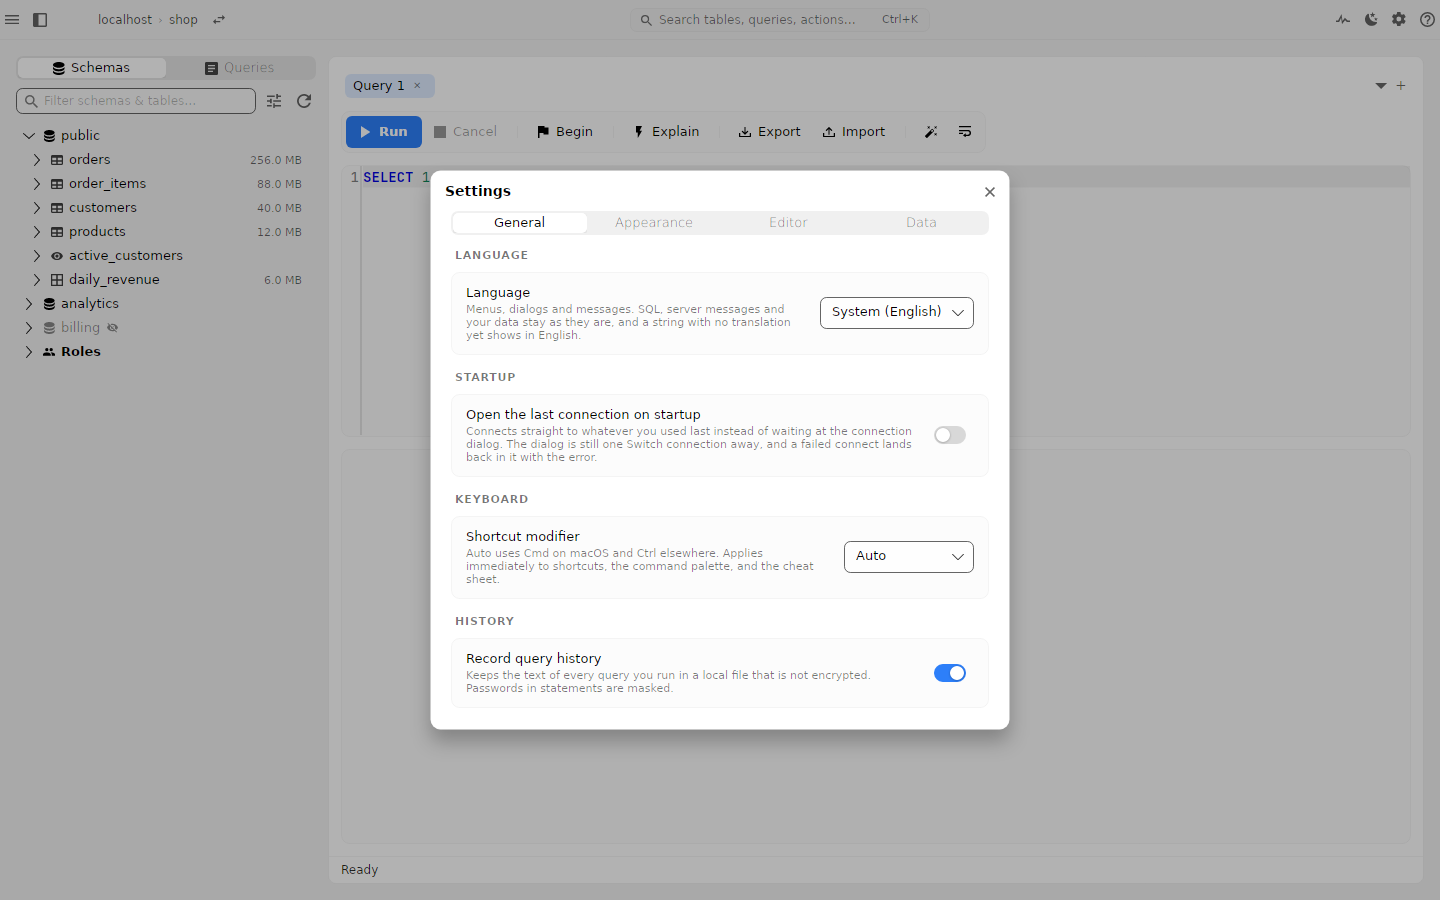 localhost › shop
Search tables, queries, actions... Ctrl+K
Schemas
Queries
Filter schemas & tables...
public
orders 256.0 MB
order_items 88.0 MB
customers 40.0 MB
products 12.0 MB
active_customers
daily_revenue 6.0 MB
analytics
billing
Roles
Query 1 ×
Run
Cancel
Begin
Explain
Export
Import
1 SELECT 1
Settings
General
Appearance
Editor
Data
LANGUAGE
Language
Menus, dialogs and messages. SQL, server messages and
your data stay as they are, and a string with no translation
yet shows in English.
System (English)
STARTUP
Open the last connection on startup
Connects straight to whatever you used last instead of waiting at the connection
dialog. The dialog is still one Switch connection away, and a failed connect lands
back in it with the error.
KEYBOARD
Shortcut modifier
Auto uses Cmd on macOS and Ctrl elsewhere. Applies
immediately to shortcuts, the command palette, and the cheat
sheet.
Auto
HISTORY
Record query history
Keeps the text of every query you run in a local file that is not encrypted.
Passwords in statements are masked.
Ready